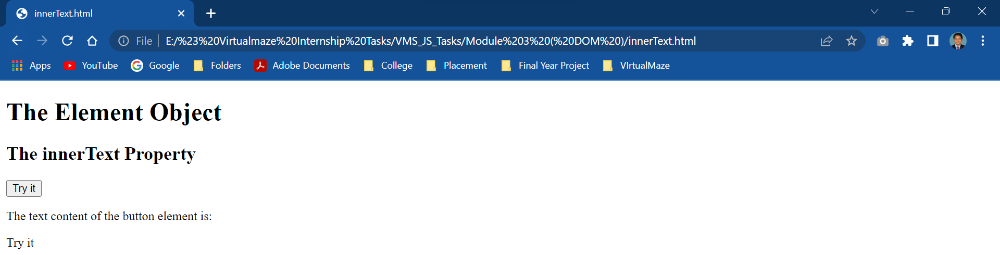 innerText.html
File E:/%23%20Virtualmaze%20Internship%20Tasks/VMS_JS_Tasks/Module%203%20(%20DOM%20)/innerText.html
Apps YouTube Google Folders Adobe Documents College Placement Final Year Project VIrtualMaze
The Element Object
The innerText Property
Try it
The text content of the button element is:
Try it